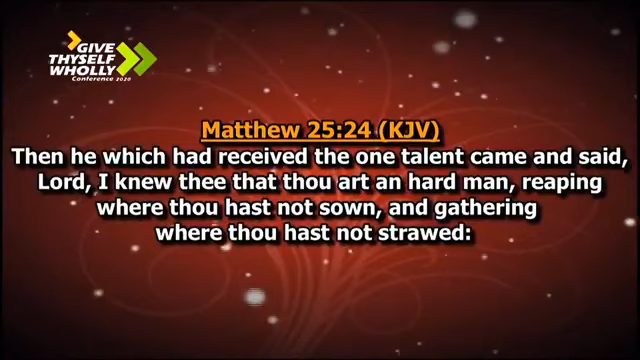 GIVE
THYSELF
WHOLLY
Conference 2020
Matthew 25:24 (KJV)
Then he which had received the one talent came and said,
Lord, I knew thee that thou art an hard man, reaping
where thou hast not sown, and gathering
where thou hast not strawed: